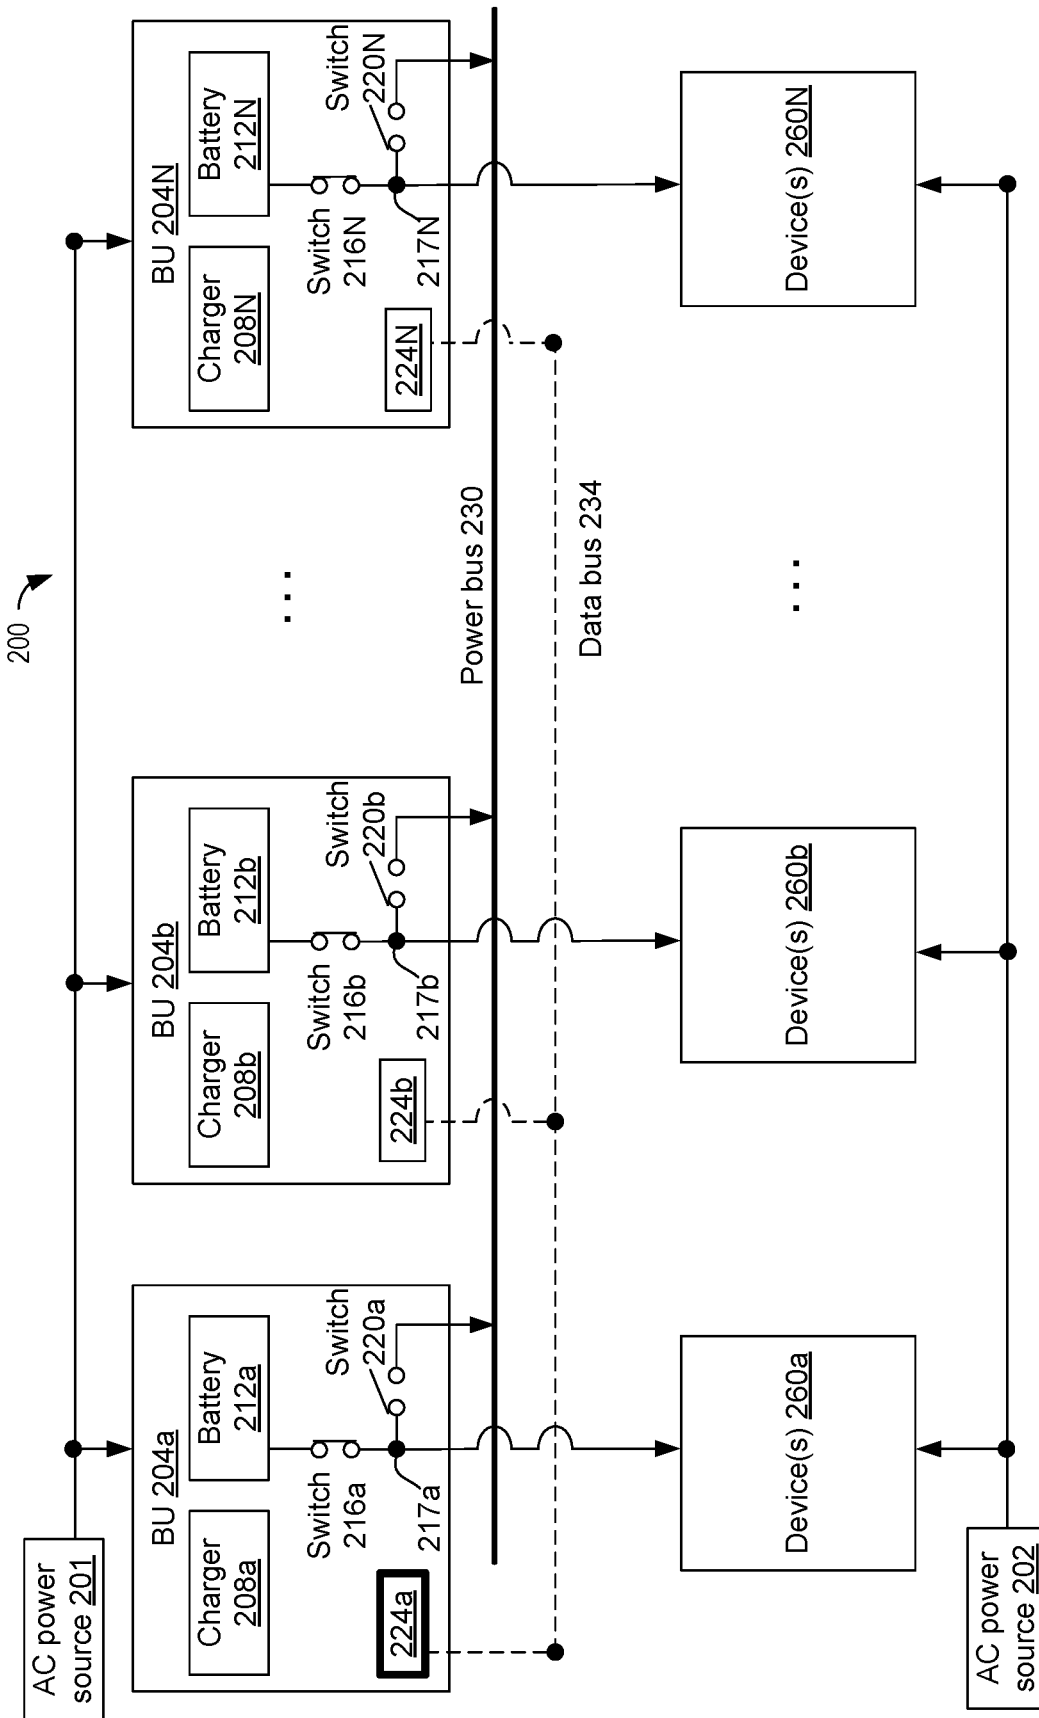 200
AC power
source 201
BU 204a
Charger
208a
Battery
212a
Switch
216a
217a
Switch
220a
224a
BU 204b
Charger
208b
Battery
212b
Switch
216b
217b
Switch
220b
224b
. . .
BU 204N
Charger
208N
Battery
212N
Switch
216N
217N
Switch
220N
224N
Power bus 230
Data bus 234
Device(s) 260a
Device(s) 260b
. . .
Device(s) 260N
AC power
source 202